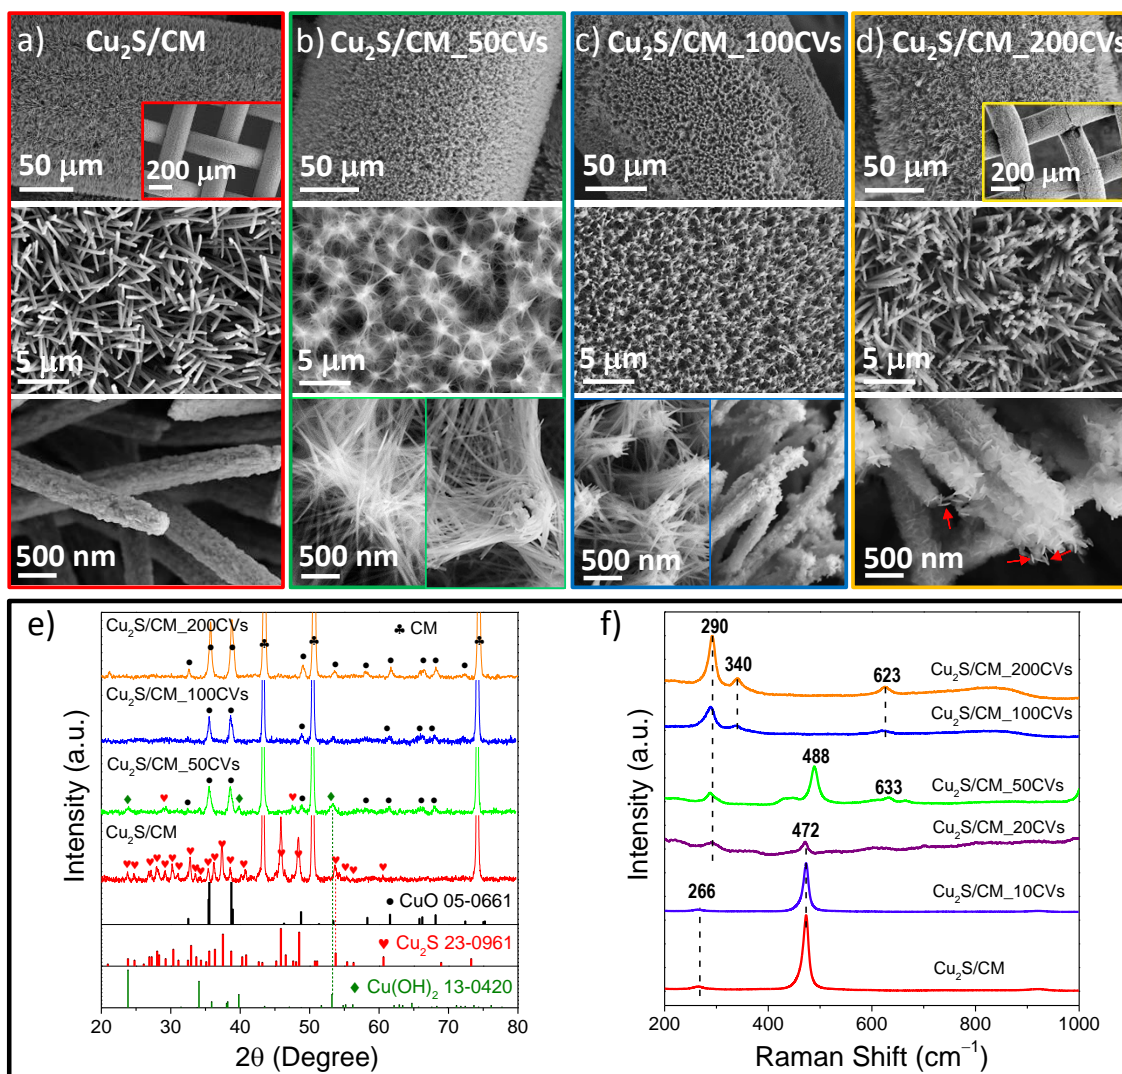 a) Cu₂S/CM
50 μm
200 μm
5 μm
500 nm
b) Cu₂S/CM_50CVs
50 μm
5 μm
500 nm
c) Cu₂S/CM_100CVs
50 μm
5 μm
500 nm
d) Cu₂S/CM_200CVs
50 μm
200 μm
5 μm
500 nm
e)
Cu₂S/CM_200CVs
♣ CM
Cu₂S/CM_100CVs
Cu₂S/CM_50CVs
Cu₂S/CM
● CuO 05-0661
♥ Cu₂S 23-0961
♦ Cu(OH)₂ 13-0420
Intensity (a.u.)
20 30 40 50 60 70 80
2θ (Degree)
f)
290
340
623
Cu₂S/CM_200CVs
Cu₂S/CM_100CVs
488
633
Cu₂S/CM_50CVs
472
Cu₂S/CM_20CVs
266
Cu₂S/CM_10CVs
Cu₂S/CM
Intensity (a.u.)
200 400 600 800 1000
Raman Shift (cm⁻¹)